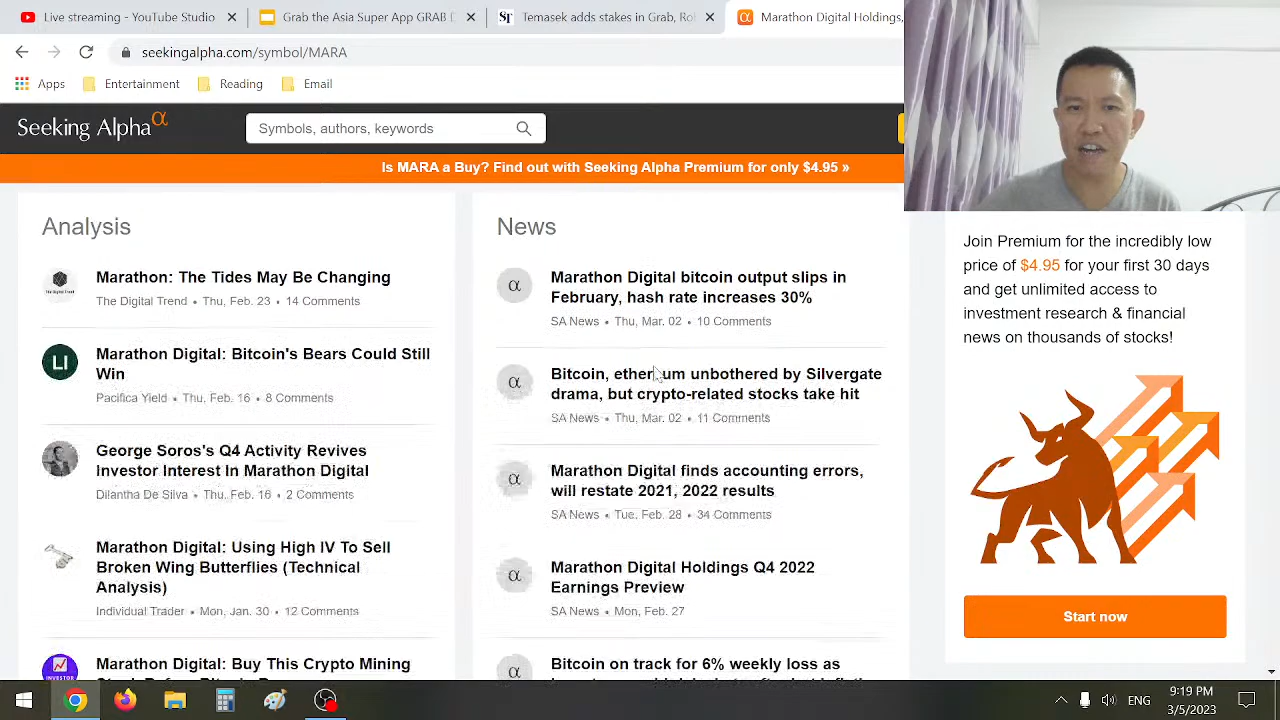 YouTube - Live streaming Studio
Grab Sea Asia Super Grab MARA C
ST Temasek adds stakes in Grab, Ro
α Marathon Digital Holdings,
seekingalpha.com/symbol/MARA
Apps Entertainment Reading Email
Seeking Alpha α
Symbols, authors, keywords
Is MARA a Buy? Find out with Seeking Alpha Premium for only $4.95 »
Analysis
Marathon: The Tides May Be Changing
The Digital Trend • Thu, Feb. 23 • 14 Comments
LI
Marathon Digital: Bitcoin's Bears Could Still
Win
Pacifica Yield • Thu, Feb. 16 • 8 Comments
George Soros's Q4 Activity Revives
Investor Interest In Marathon Digital
Dilantha De Silva • Thu, Feb. 16 • 2 Comments
Marathon Digital: Using High IV To Sell
Broken Wing Butterflies (Technical
Analysis)
Individual Trader • Mon, Jan. 30 • 12 Comments
INVESTOR
Marathon Digital: Buy This Crypto Mining
News
α
Marathon Digital bitcoin output slips in
February, hash rate increases 30%
SA News • Thu, Mar. 02 • 10 Comments
α
Bitcoin, ethereum unbothered by Silvergate
drama, but crypto-related stocks take hit
SA News • Thu, Mar. 02 • 11 Comments
α
Marathon Digital finds accounting errors,
will restate 2021, 2022 results
SA News • Tue, Feb. 28 • 34 Comments
α
Marathon Digital Holdings Q4 2022
Earnings Preview
SA News • Mon, Feb. 27
α
Bitcoin on track for 6% weekly loss as
Join Premium for the incredibly low
price of $4.95 for your first 30 days
and get unlimited access to
investment research & financial
news on thousands of stocks!
Start now
ENG
9:19 PM
3/5/2023